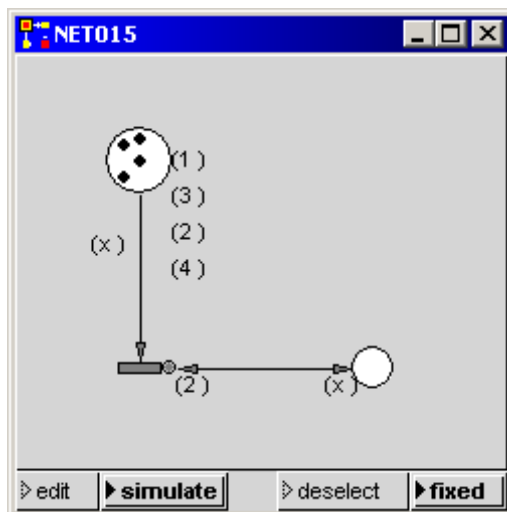 NET015
(1 )
(3 )
(x )
(2 )
(4 )
(2 )
(x )
edit
simulate
deselect
fixed